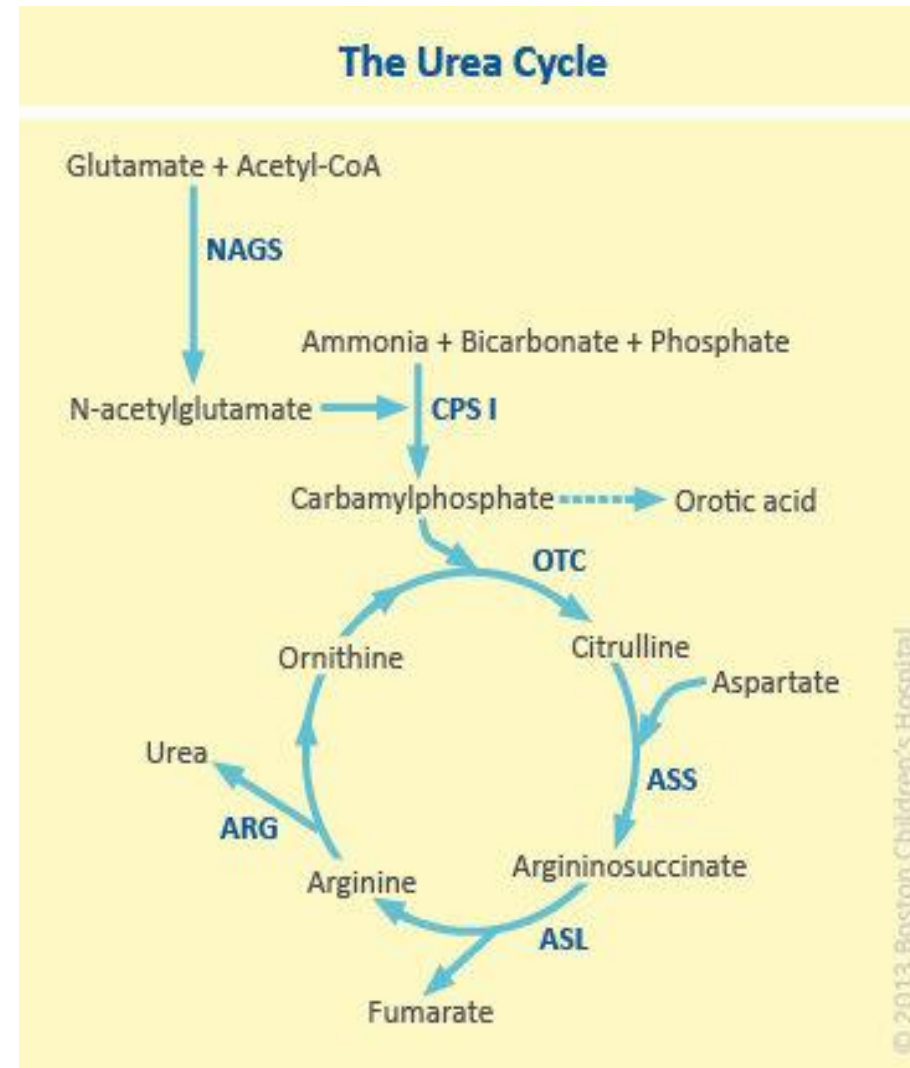 The Urea Cycle
Glutamate + Acetyl-CoA
NAGS
Ammonia + Bicarbonate + Phosphate
N-acetylglutamate
CPS I
Carbamylphosphate
Orotic acid
OTC
Ornithine
Citrulline
Aspartate
Urea
ASS
ARG
Argininosuccinate
Arginine
ASL
Fumarate
© 2013 Boston Children's Hospital